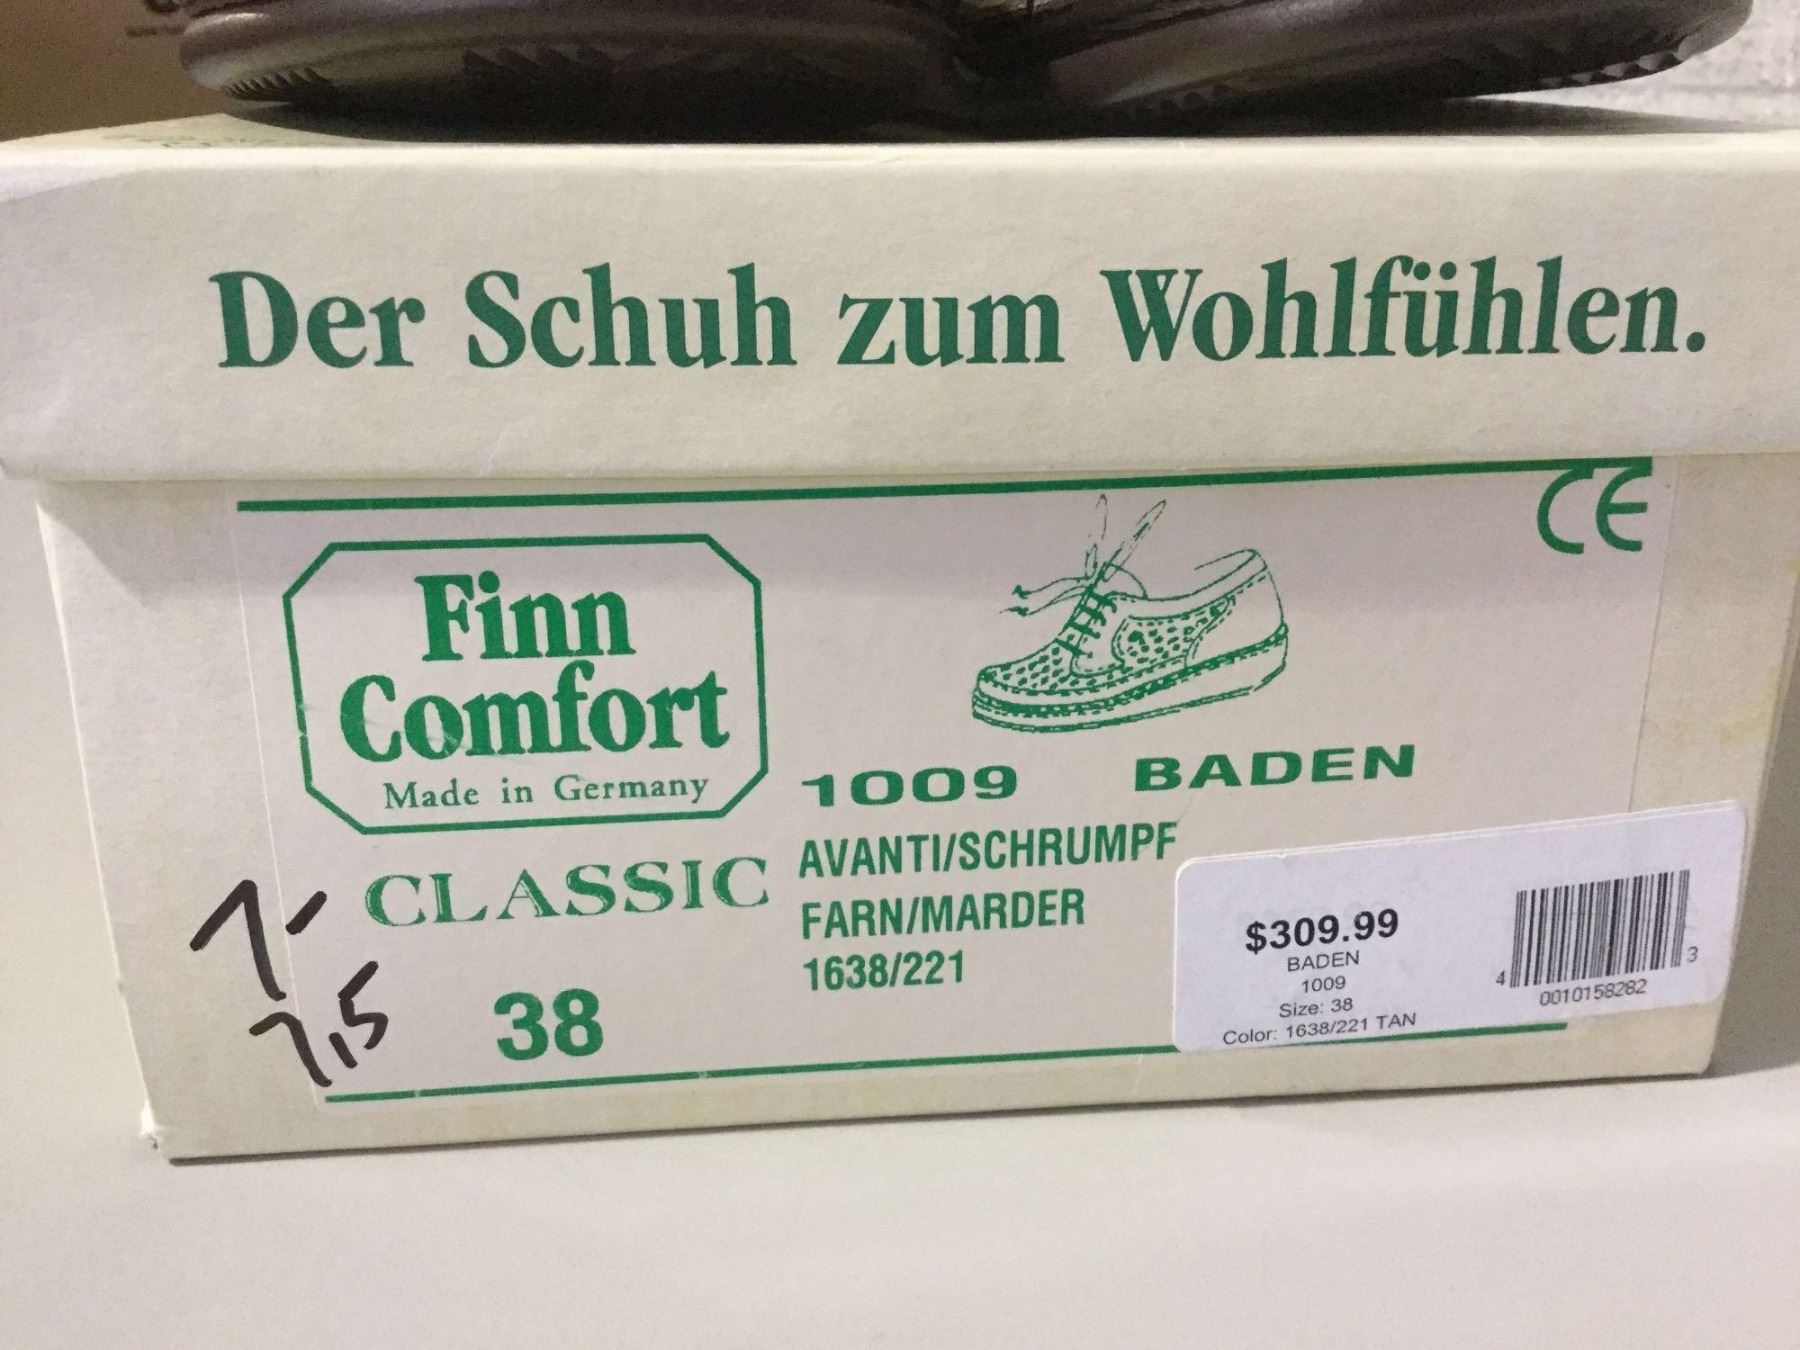 Der Schuh zum Wohlfühlen.
CE
Finn
Comfort
Made in Germany
1009 BADEN
CLASSIC
AVANTI/SCHRUMPF
FARN/MARDER
1638/221
7-
7,5
38
$309.99
BADEN
1009
Size: 38
Color: 1638/221 TAN
4 0010158282 3